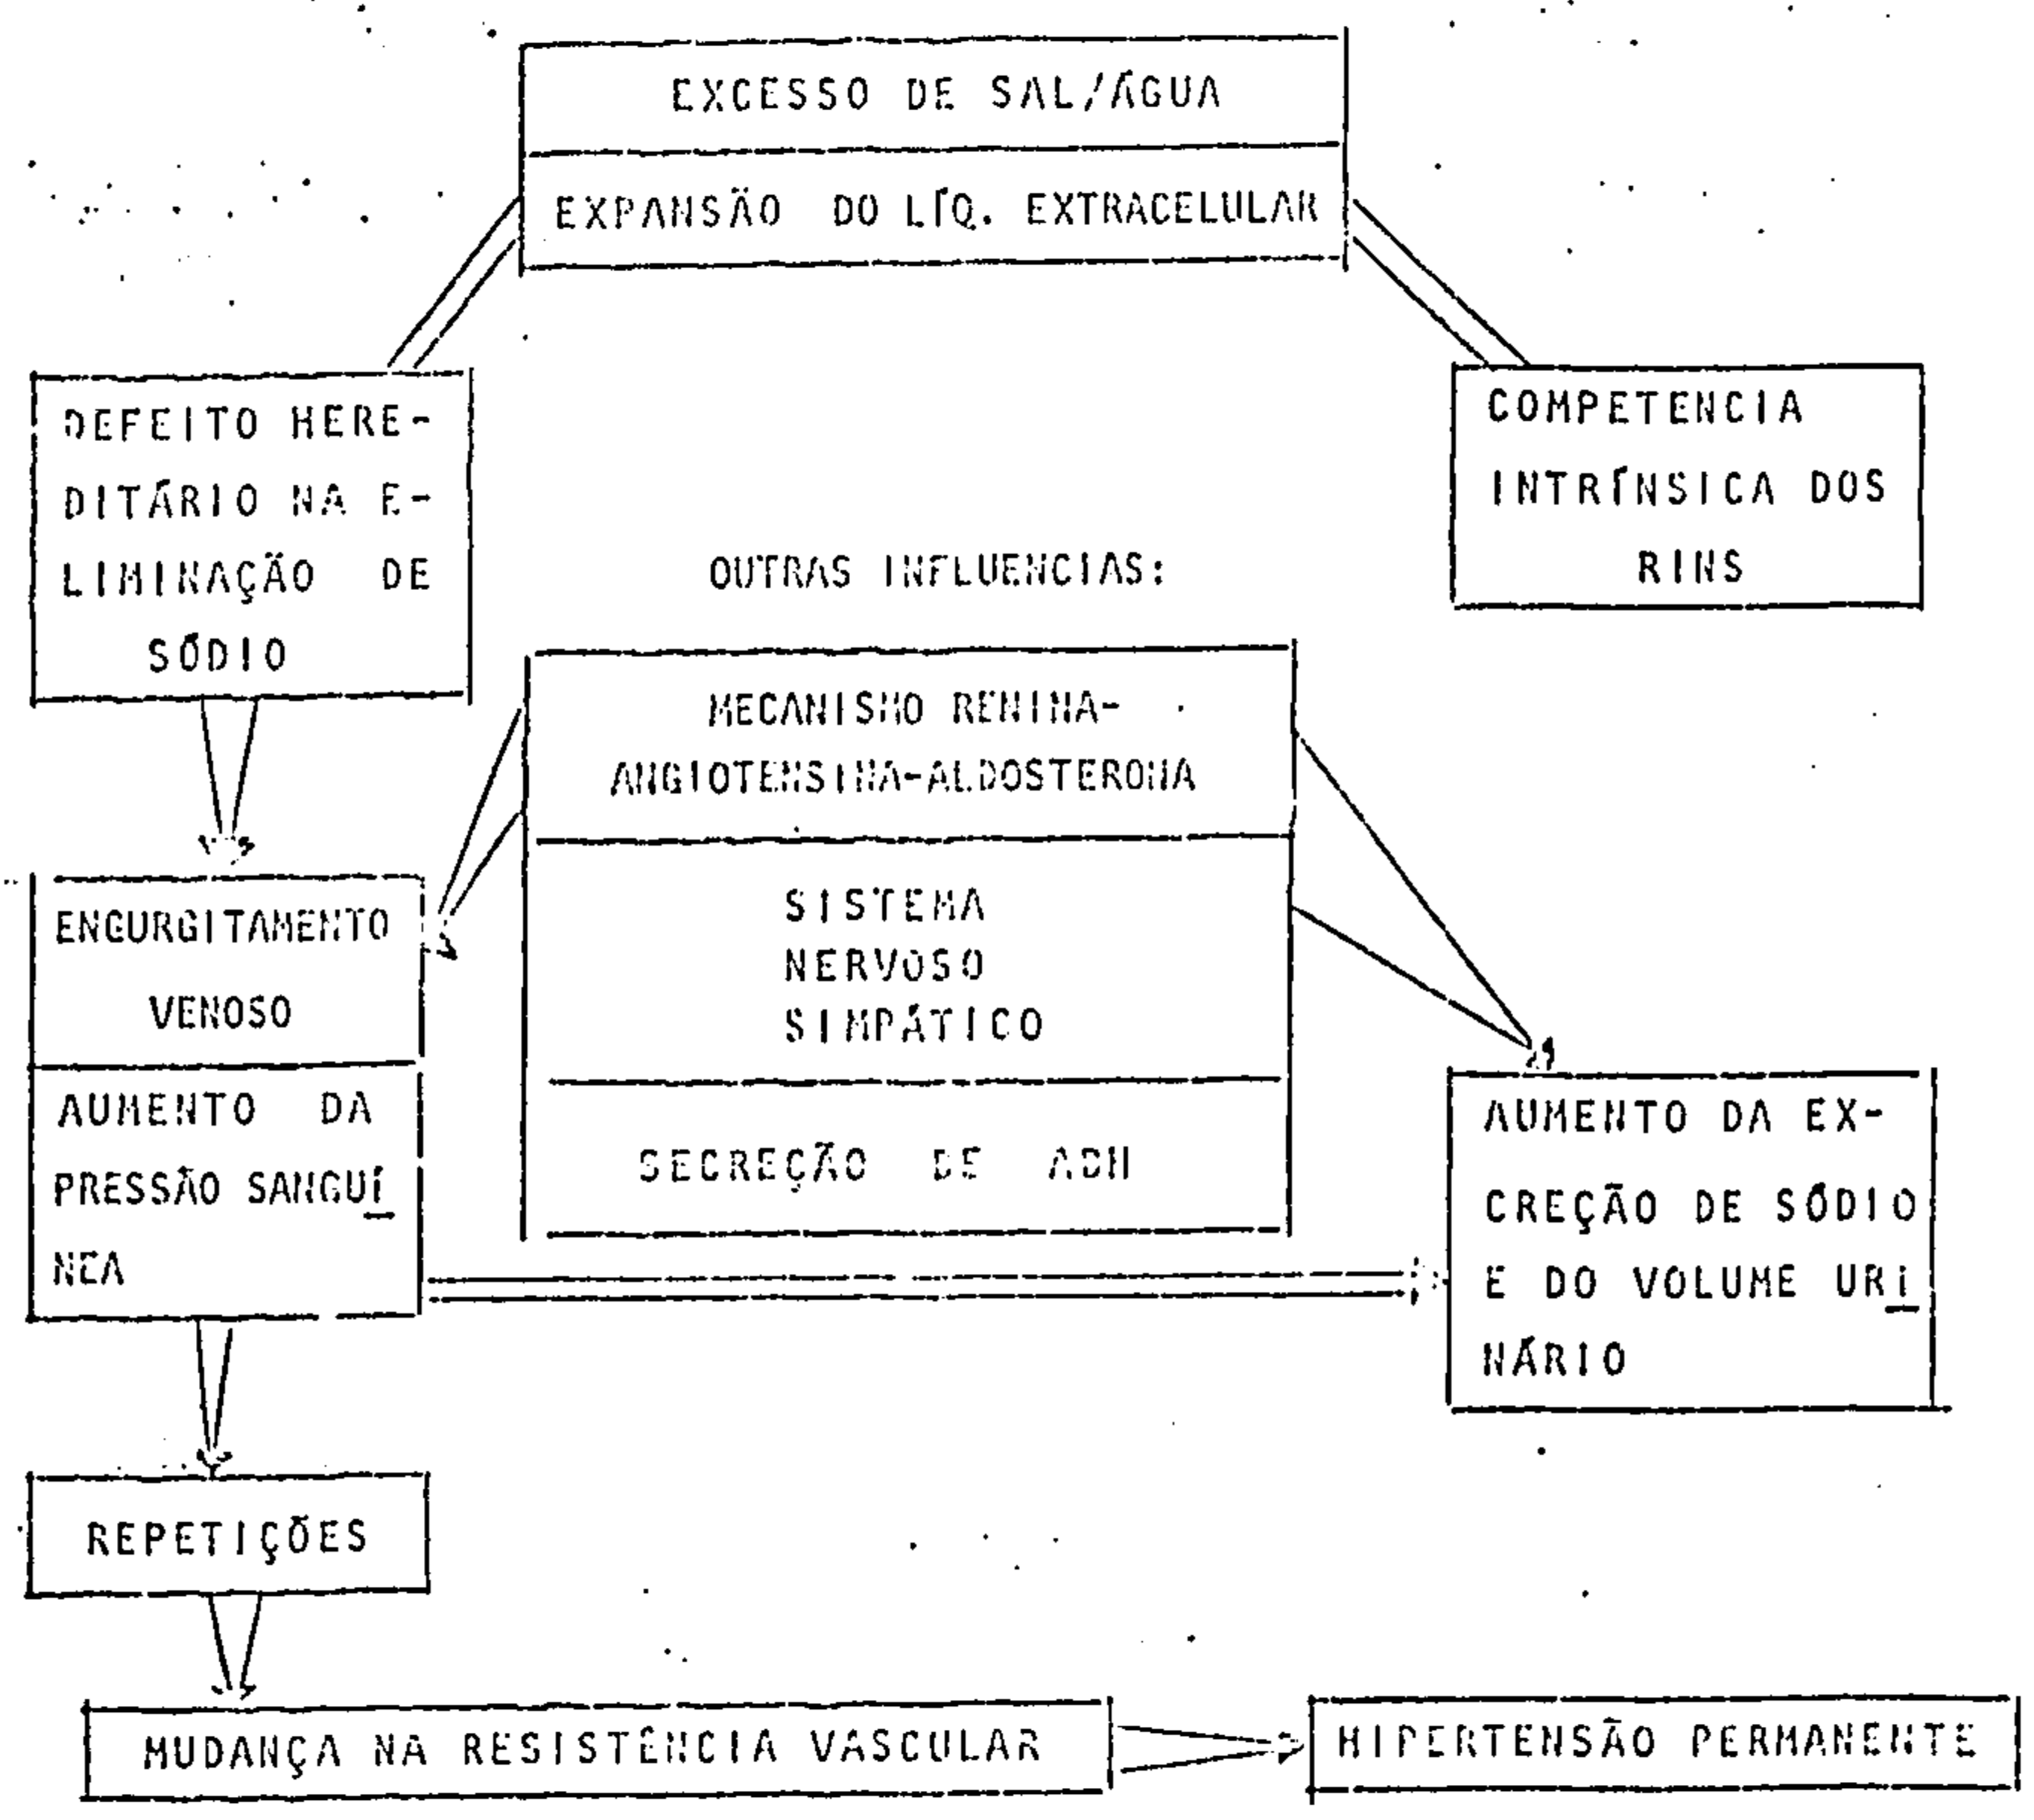 EXCESSO DE SAL/ÁGUA
EXPANSÃO DO LÍQ. EXTRACELULAR
DEFEITO HERE-
DITÁRIO NA E-
LIMINAÇÃO DE
SÓDIO
COMPETENCIA
INTRÍNSICA DOS
RINS
OUTRAS INFLUENCIAS:
MECANISMO RENINA-
ANGIOTENSINA-ALDOSTERONA
SISTEMA
NERVOSO
SIMPÁTICO
SECREÇÃO DE ADH
ENGURGITAMENTO
VENOSO
AUMENTO DA
PRESSÃO SANGUÍ
NEA
AUMENTO DA EX-
CREÇÃO DE SÓDIO
E DO VOLUME URI
NÁRIO
REPETIÇÕES
MUDANÇA NA RESISTÊNCIA VASCULAR
HIPERTENSÃO PERMANENTE